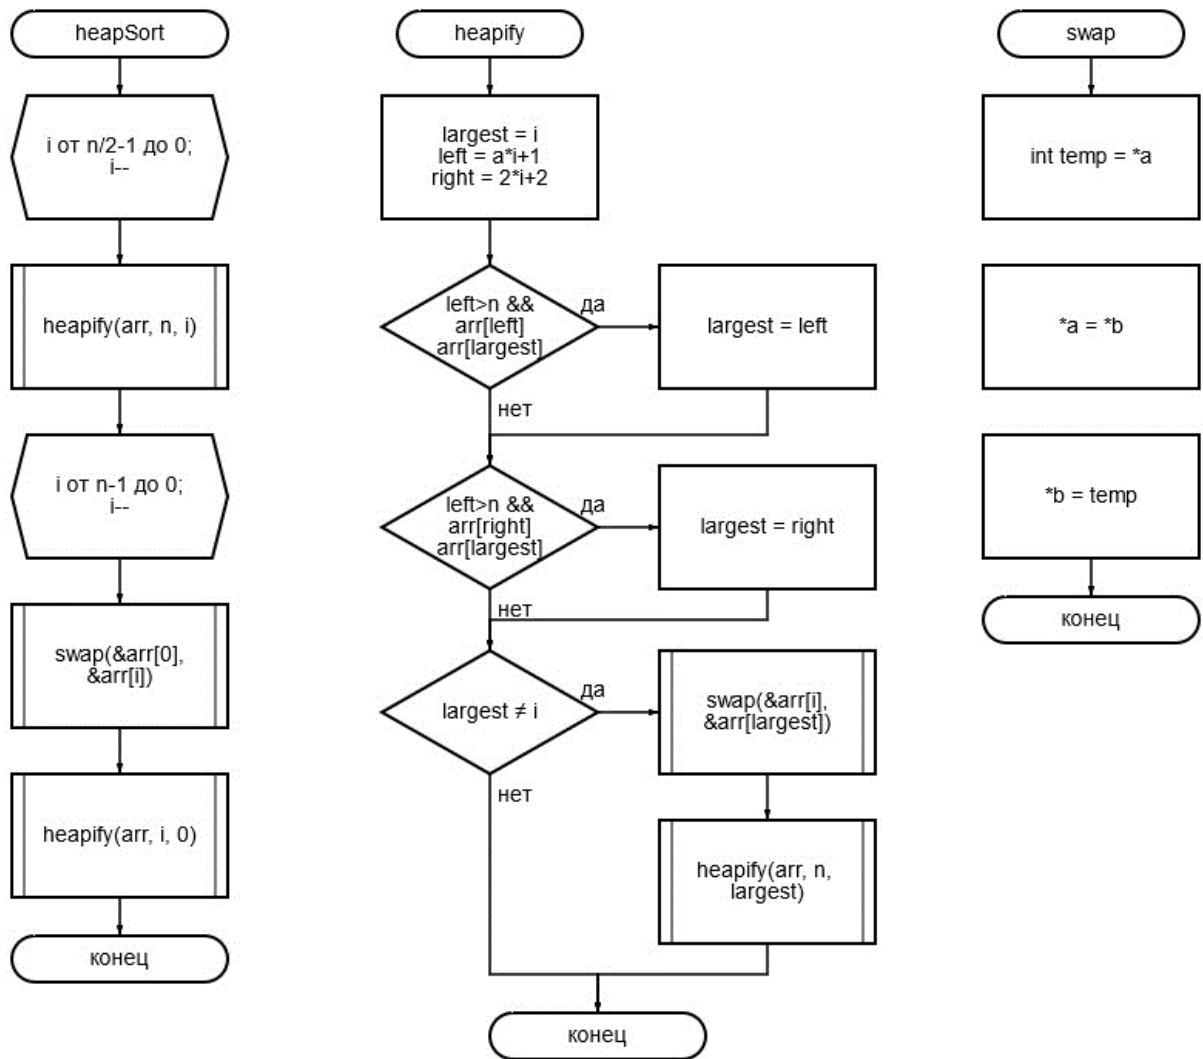 heapSort
i от n/2-1 до 0;
i--
heapify(arr, n, i)
i от n-1 до 0;
i--
swap(&arr[0],
&arr[i])
heapify(arr, i, 0)
конец
heapify
largest = i
left = a*i+1
right = 2*i+2
left>n &&
arr[left]
arr[largest]
да
largest = left
нет
left>n &&
arr[right]
arr[largest]
да
largest = right
нет
largest ≠ i
да
swap(&arr[i],
&arr[largest])
нет
heapify(arr, n,
largest)
конец
swap
int temp = *a
*a = *b
*b = temp
конец